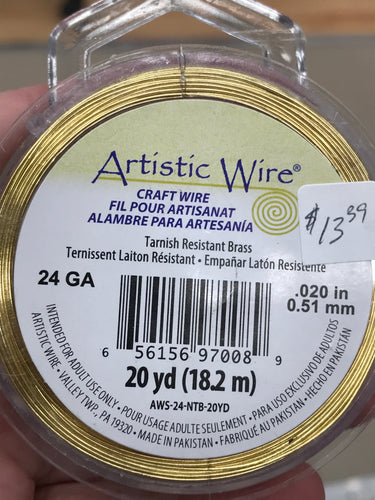 Artistic Wire®
CRAFT WIRE
FIL POUR ARTISANAT
ALAMBRE PARA ARTESANÍA
$13.89
Tarnish Resistant Brass
Ternissent Laiton Résistant • Empañar Latón Resistente
24 GA
.020 in
0.51 mm
6 56156 97008 9
20 yd (18.2 m)
AWS-24-NTB-20YD
INTENDED FOR ADULT USE ONLY • POUR USAGE ADULTE SEULEMENT • PARA USO EXCLUSIVO DE ADULTOS
ARTISTIC WIRE • VALLEY TWP., PA 19320 • MADE IN PAKISTAN • FABRIQUÉ AU PAKISTAN • HECHO EN PAKISTAN